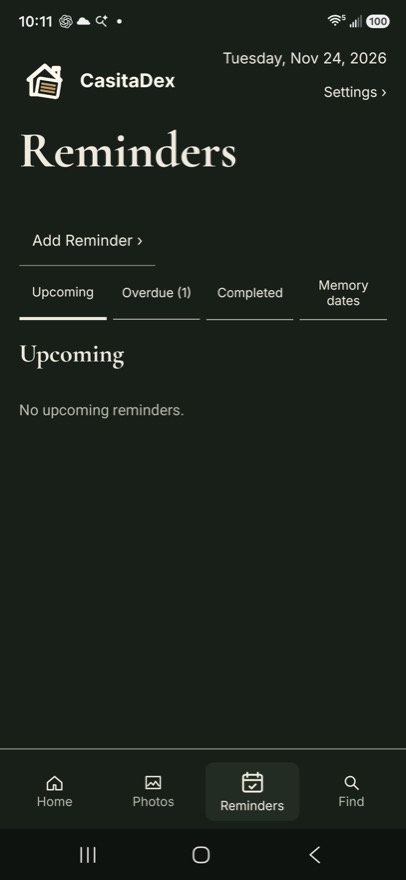 10:11
100
Tuesday, Nov 24, 2026
CasitaDex
Settings ›
Reminders
Add Reminder ›
Upcoming
Overdue (1)
Completed
Memory
dates
Upcoming
No upcoming reminders.
Home
Photos
Reminders
Find